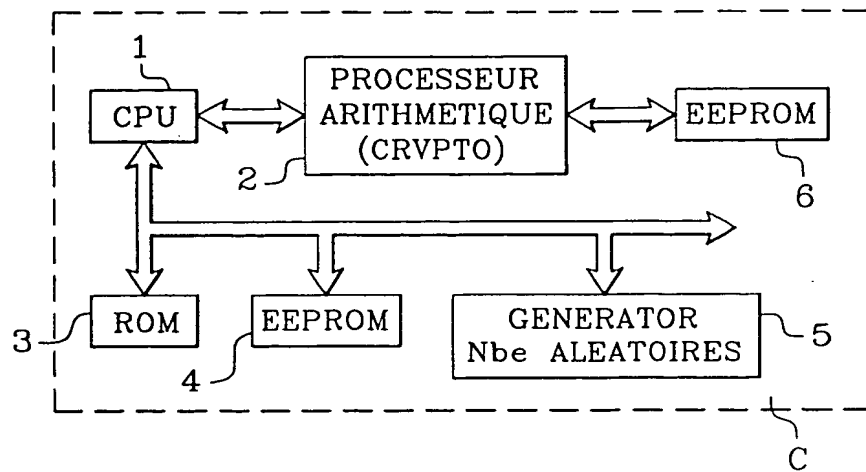 1
CPU
PROCESSEUR
ARITHMETIQUE
(CRVPTO)
2
EEPROM
6
ROM
3
EEPROM
4
GENERATOR
Nbe ALEATOIRES
5
C